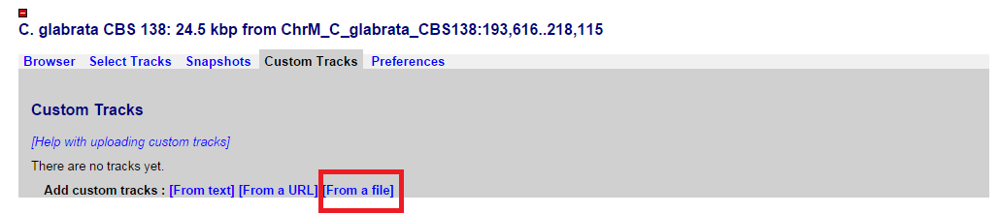 C. glabrata CBS 138: 24.5 kbp from ChrM_C_glabrata_CBS138:193,616..218,115
Browser Select Tracks Snapshots Custom Tracks Preferences
Custom Tracks
[Help with uploading custom tracks]
There are no tracks yet.
Add custom tracks : [From text] [From a URL] [From a file]